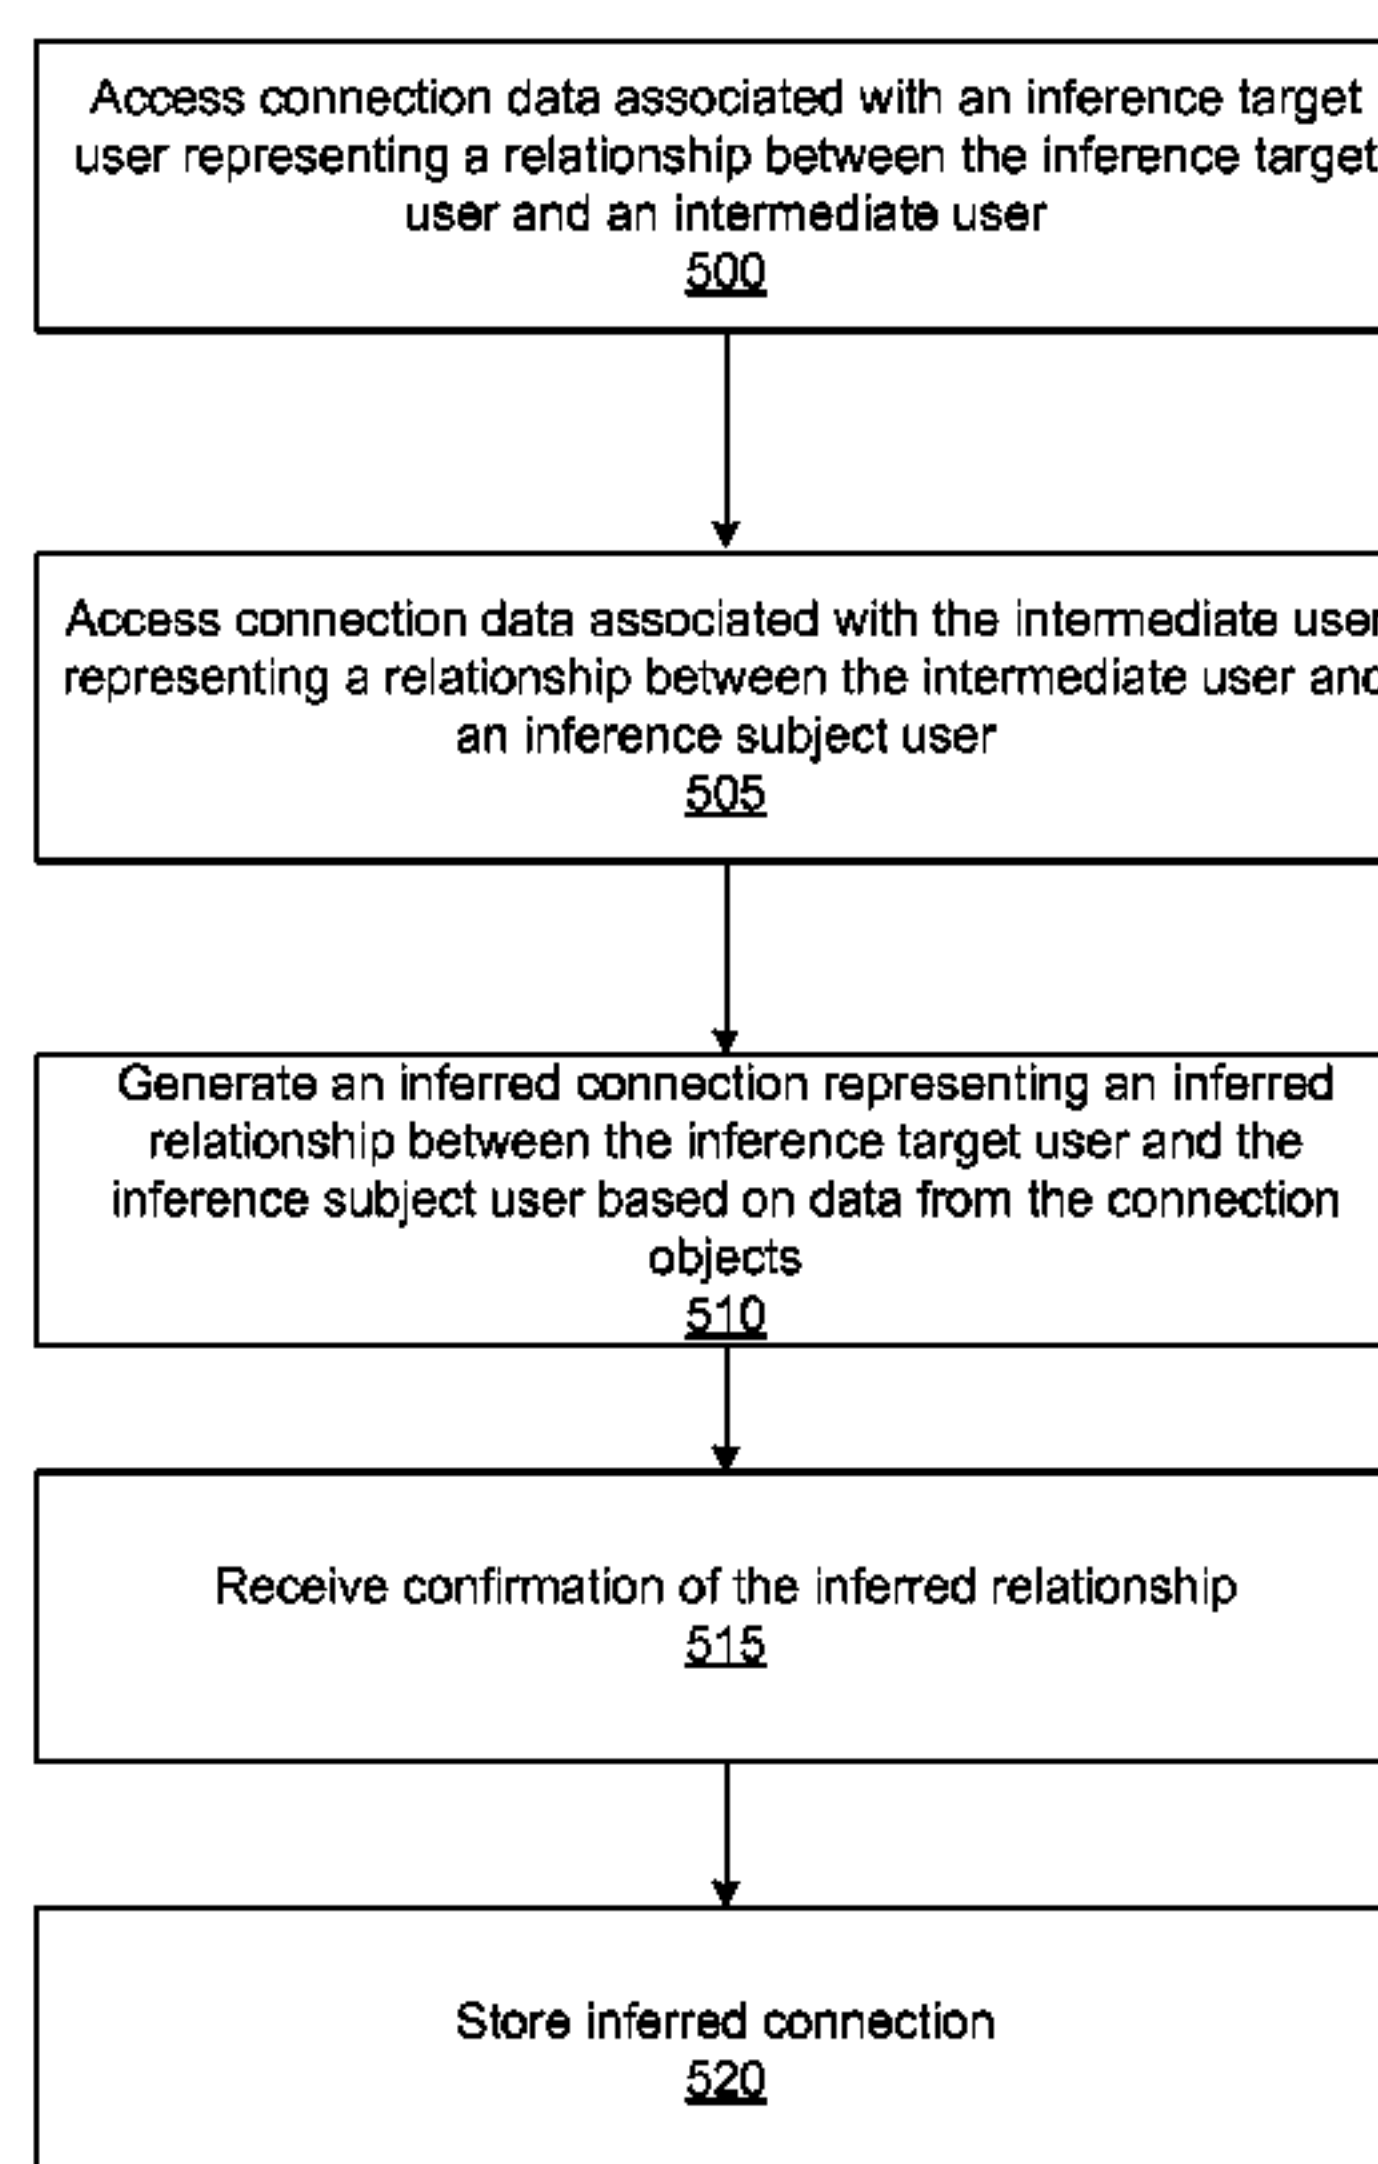 Access connection data associated with an inference target
user representing a relationship between the inference target
user and an intermediate user
500
Access connection data associated with the intermediate user
representing a relationship between the intermediate user and
an inference subject user
505
Generate an inferred connection representing an inferred
relationship between the inference target user and the
inference subject user based on data from the connection
objects
510
Receive confirmation of the inferred relationship
515
Store inferred connection
520